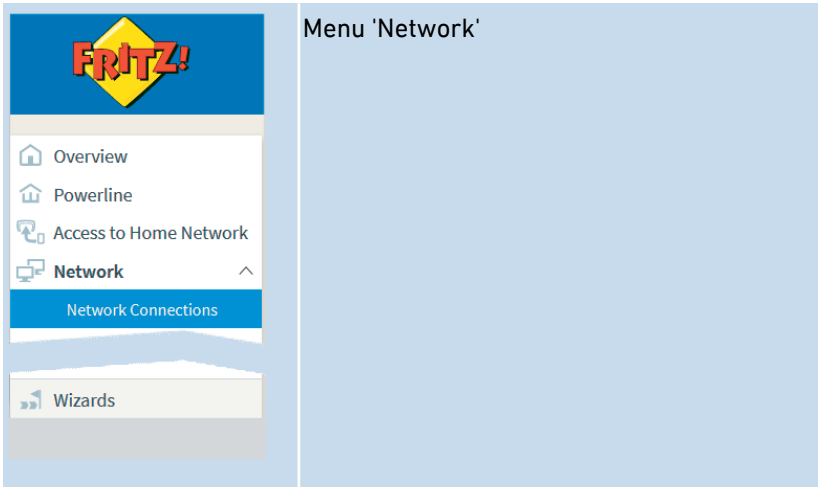 FRITZ!
Menu 'Network'
Overview
Powerline
Access to Home Network
Network
Network Connections
Wizards